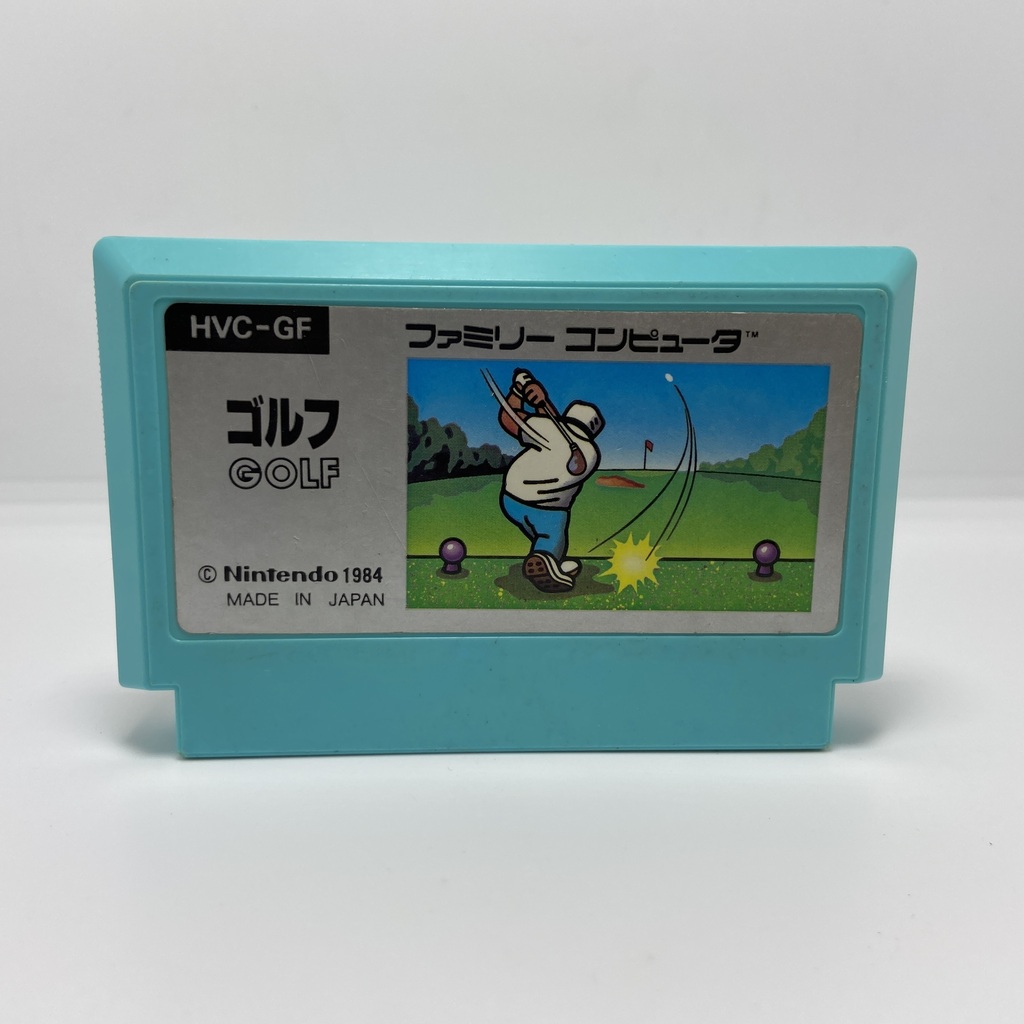 HVC-GF
ファミリー コンピュータ™
ゴルフ
GOLF
© Nintendo 1984
MADE IN JAPAN